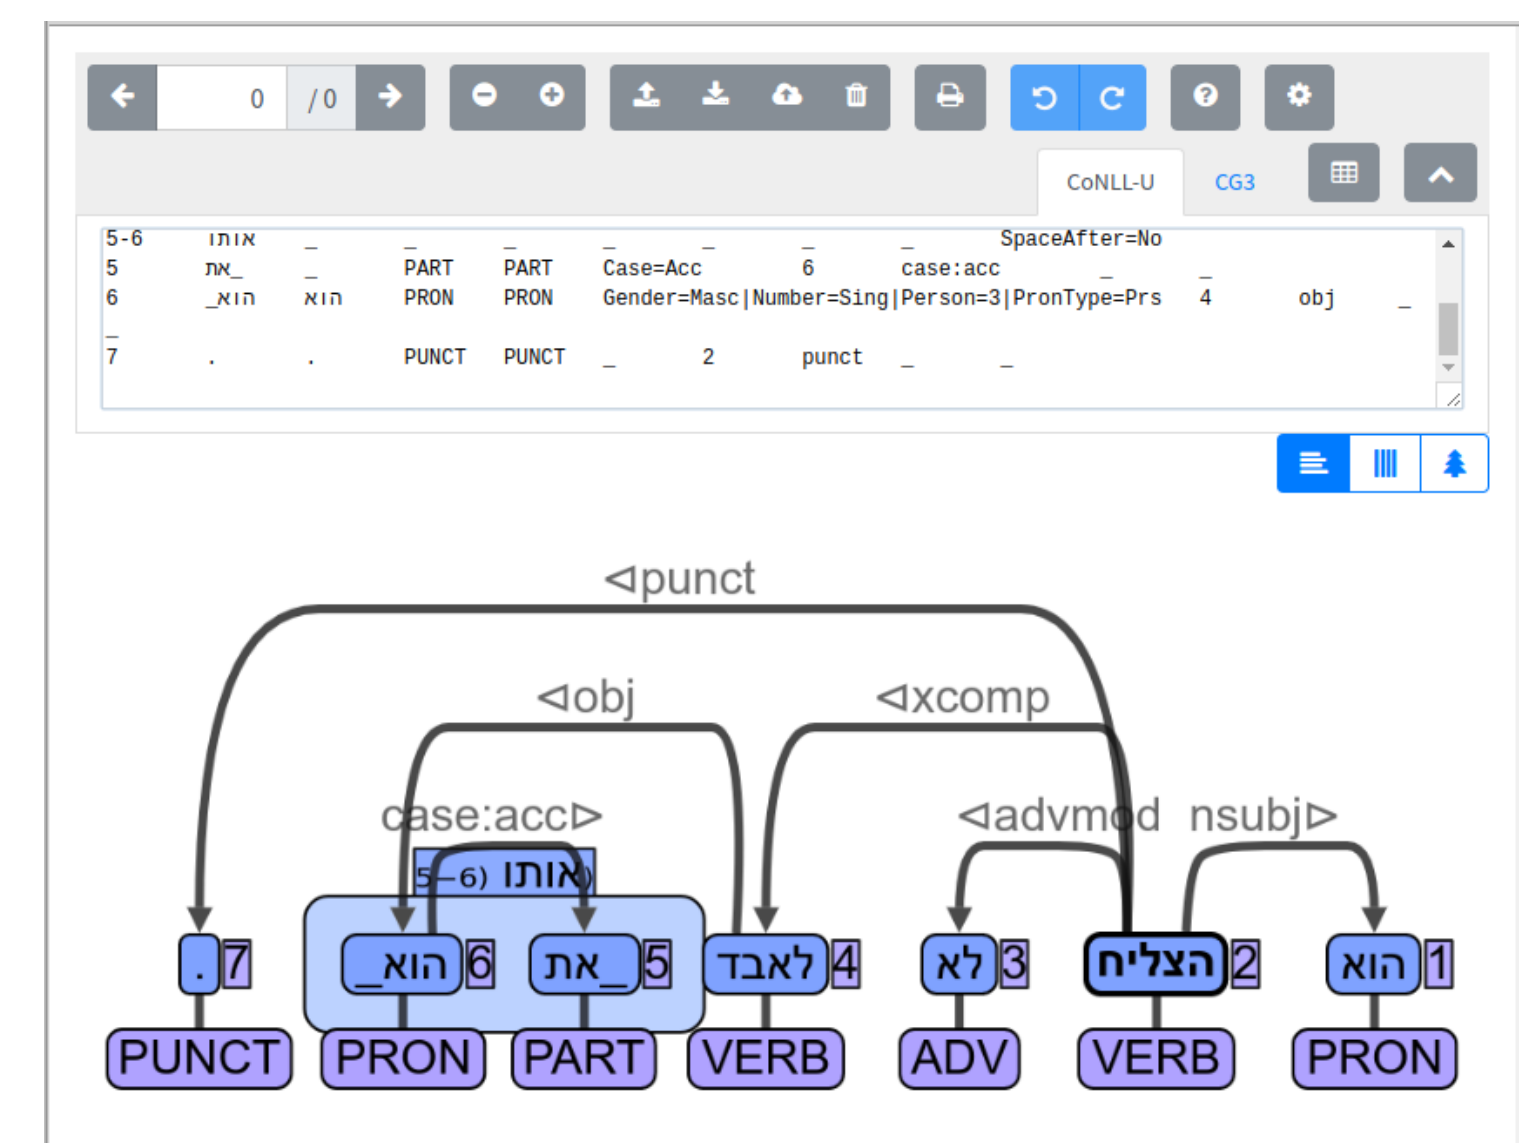 0 / 0
CoNLL-U CG3
5-6 אותו _ _ _ _ _ _ _ SpaceAfter=No
5 את_ _ PART PART Case=Acc 6 case:acc _ _
6 _הוא הוא PRON PRON Gender=Masc|Number=Sing|Person=3|PronType=Prs 4 obj _
_
7 . . PUNCT PUNCT _ 2 punct _ _
⊲punct
⊲obj ⊲xcomp
case:acc⊳ ⊲advmod nsubj⊳
(אותו (5–6
הוא 1 הצליח 2 לא 3 לאבד 4 את_ 5 _הוא 6 . 7
PUNCT PRON PART VERB ADV VERB PRON